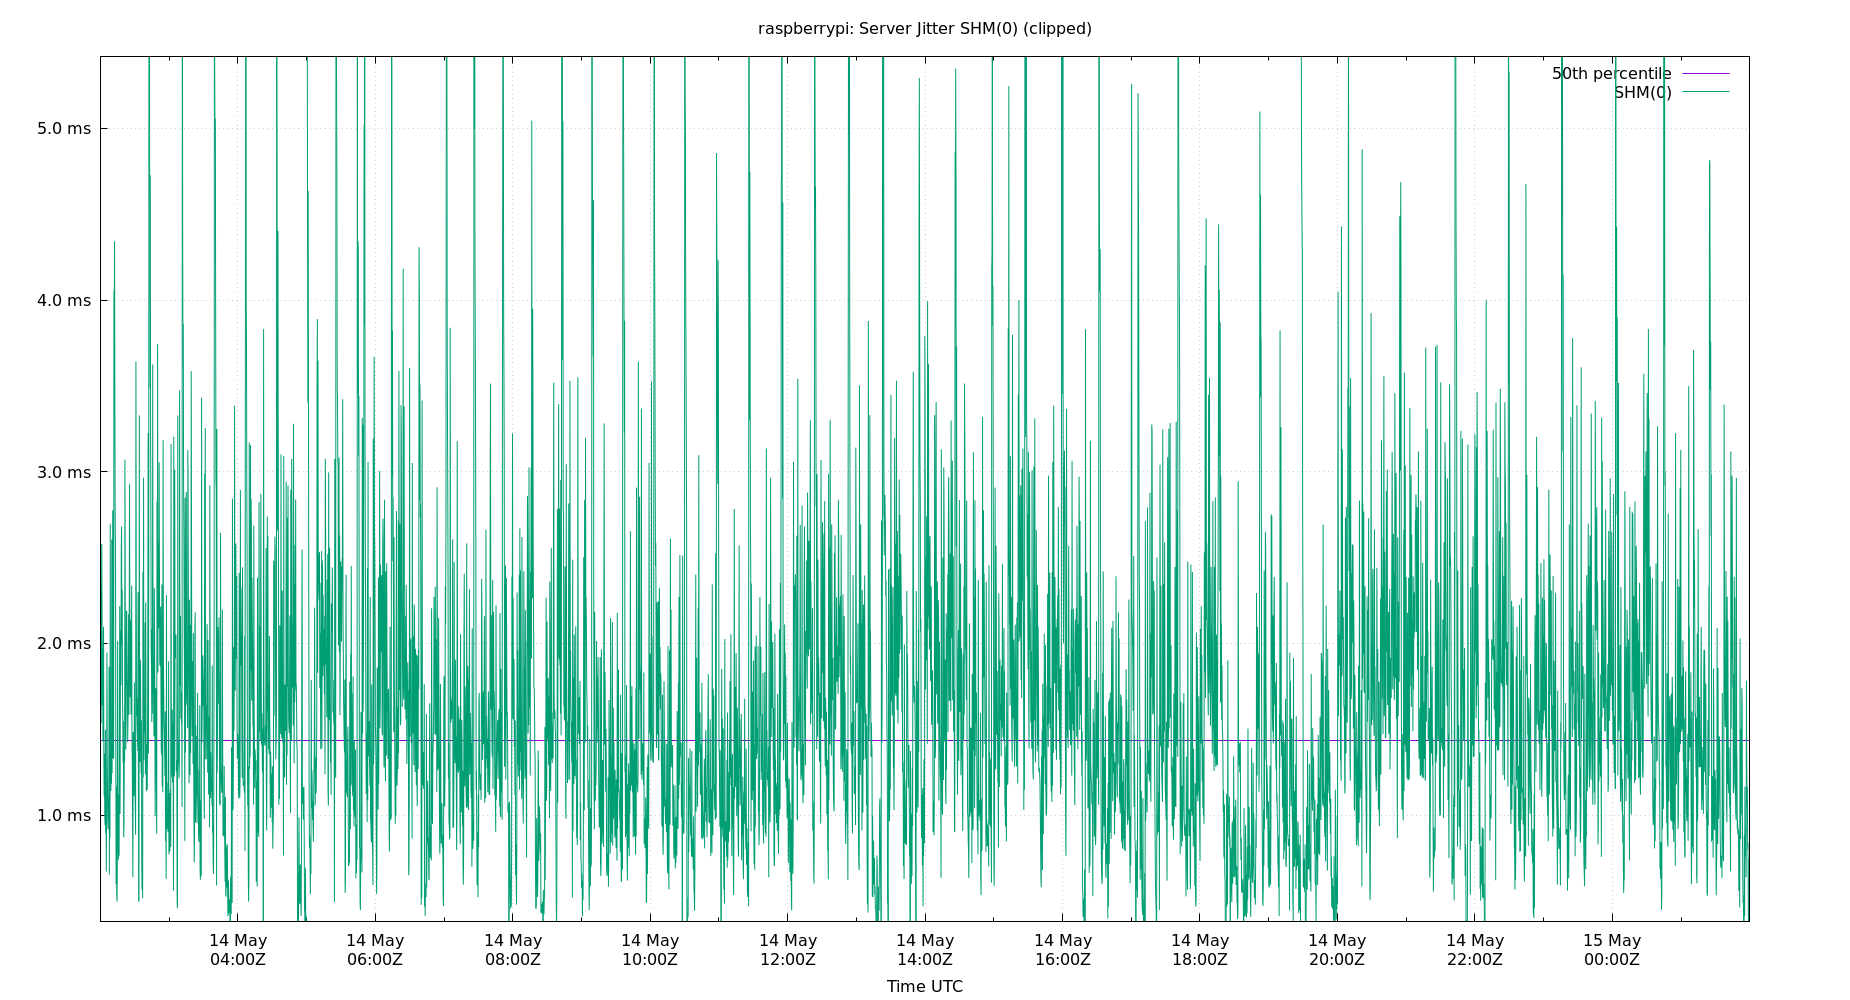 raspberrypi: Server Jitter SHM(0) (clipped)
50th percentile
SHM(0)
5.0 ms
4.0 ms
3.0 ms
2.0 ms
1.0 ms
14 May 14 May 14 May 14 May 14 May 14 May 14 May 14 May 14 May 14 May 15 May
04:00Z 06:00Z 08:00Z 10:00Z 12:00Z 14:00Z 16:00Z 18:00Z 20:00Z 22:00Z 00:00Z
Time UTC